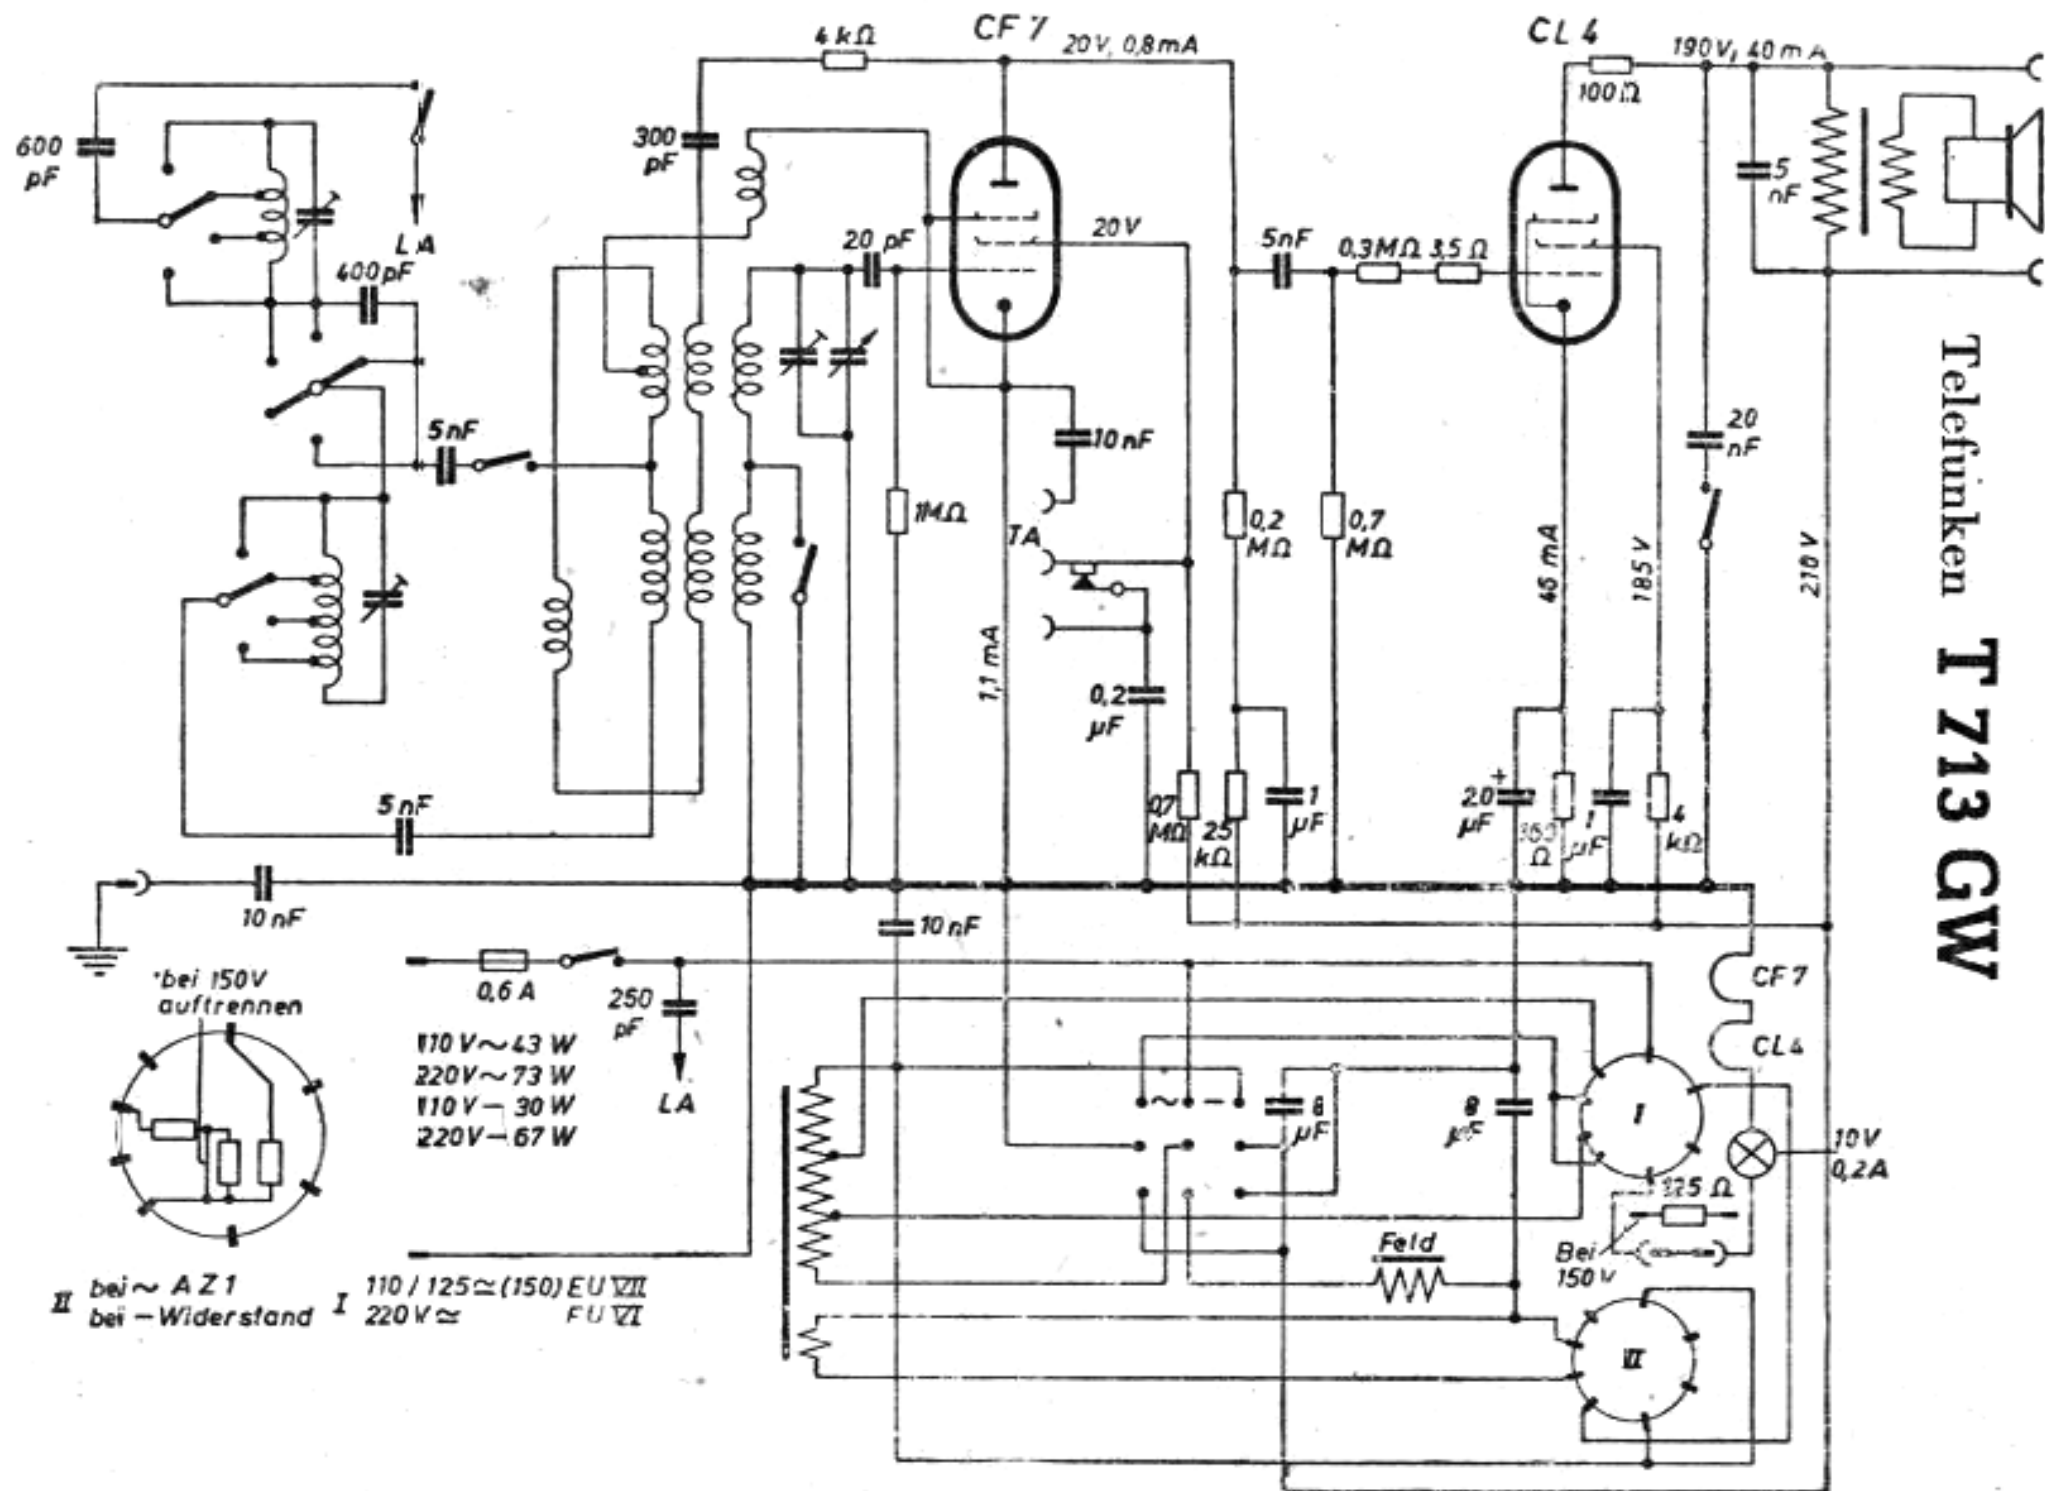 CF 7
CL 4
4 kΩ
20 V, 0,8 mA
190 V, 40 mA
100 Ω
600
pF
300
pF
LA
400 pF
20 pF
20 V
5 nF
0,3 MΩ
3,5 Ω
5
nF
5 nF
10 nF
20
nF
1 MΩ
TA
0,2
MΩ
0,7
MΩ
46 mA
185 V
210 V
1,1 mA
0,2
µF
5 nF
0,7
MΩ
25
kΩ
1
µF
+
20
µF
Ω
1
µF
4
kΩ
10 nF
10 nF
Telefunken T 713 GW
*bei 150 V
auftrennen
0,6 A
250
pF
LA
110 V ~ 43 W
220 V ~ 73 W
110 V – 30 W
220 V – 67 W
CF 7
CL 4
~
–
8
µF
8
µF
I
10 V
0,2 A
Ω
Bei
150 V
Feld
II
II bei ~ AZ 1
bei – Widerstand
I 110 / 125 ≃ (150) EU VII
220 V ≃ EU VI